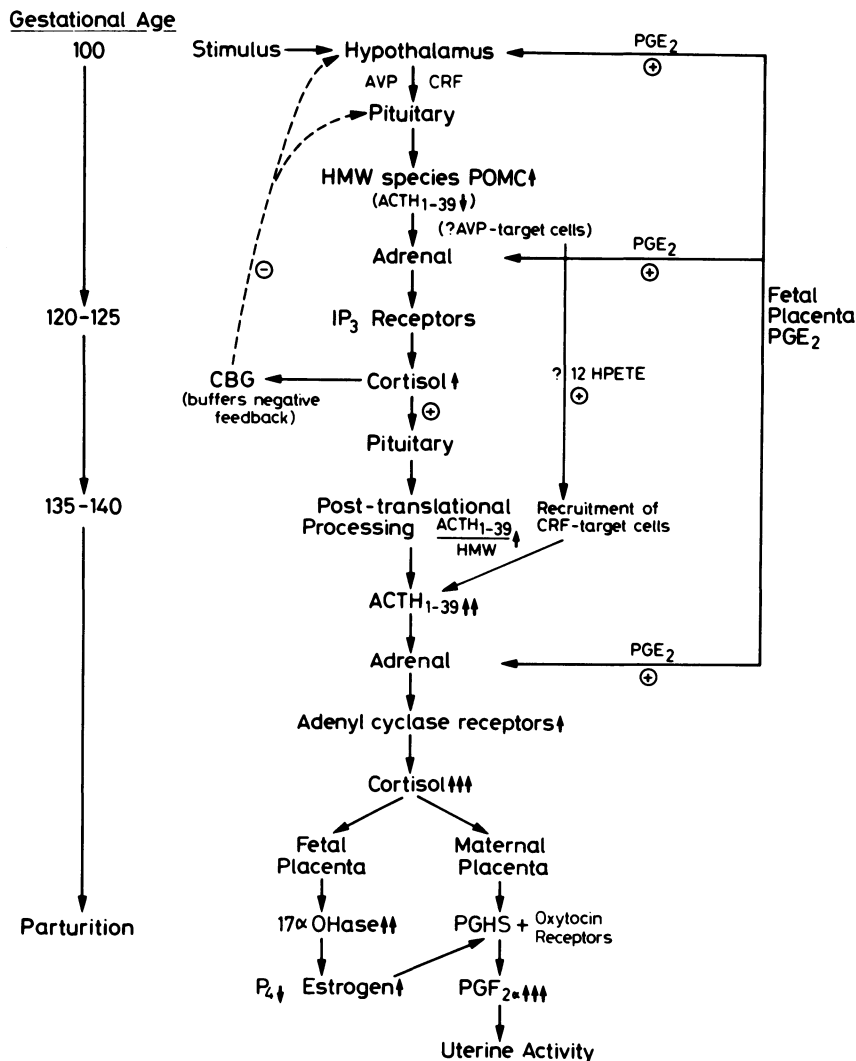 Gestational Age
100
Stimulus
Hypothalamus
PGE2
+
AVP CRF
Pituitary
HMW species POMC↑
(ACTH1-39↓)
(?AVP-target cells)
PGE2
+
Adrenal
−
120-125
IP3 Receptors
Fetal
Placenta
PGE2
CBG
(buffers negative
feedback)
Cortisol↑
+
? 12 HPETE
+
Pituitary
135-140
Post-translational
Processing ACTH1-39
HMW ↑
Recruitment of
CRF-target cells
ACTH1-39↑↑
Adrenal
PGE2
+
Adenyl cyclase receptors↑
Cortisol↑↑↑
Fetal
Placenta
Maternal
Placenta
Parturition
17α OHase↑↑
PGHS + Oxytocin
Receptors
P4↓ Estrogen↑
PGF2α↑↑↑
Uterine Activity